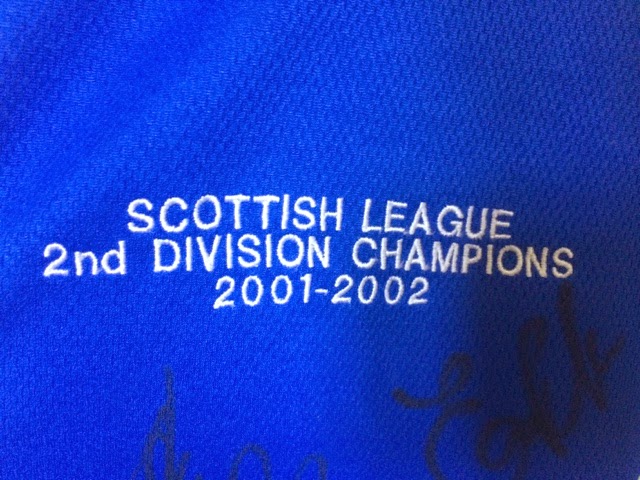 SCOTTISH LEAGUE
2nd DIVISION CHAMPIONS
2001-2002